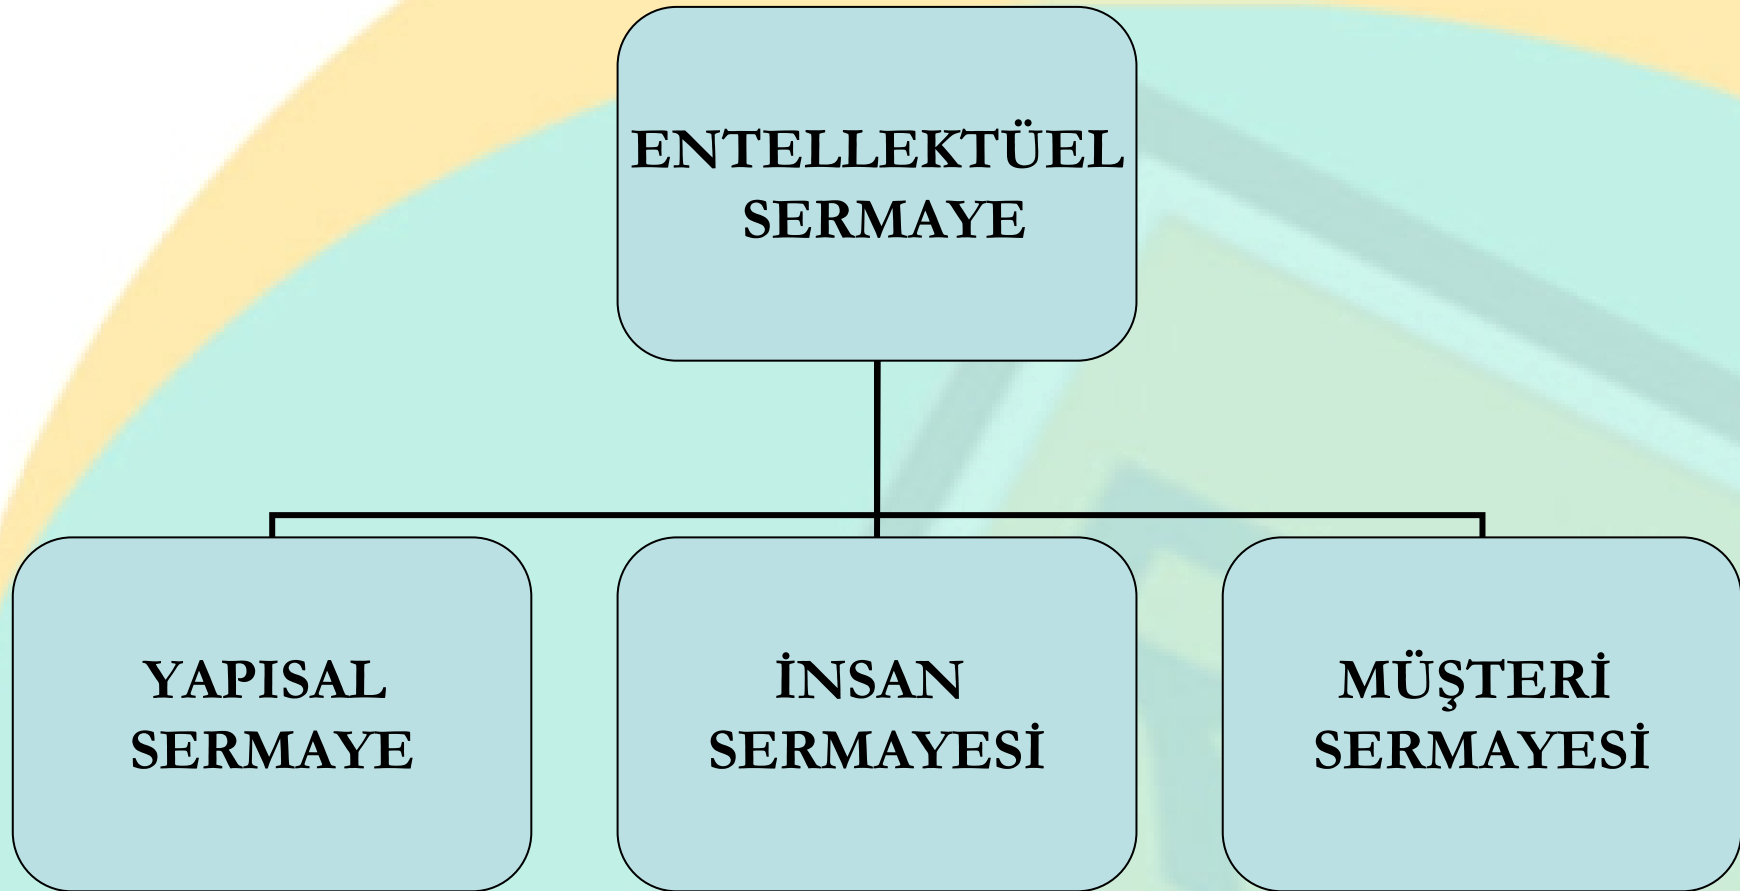 ENTELLEKTÜEL
SERMAYE
YAPISAL
SERMAYE
İNSAN
SERMAYESİ
MÜŞTERİ
SERMAYESİ